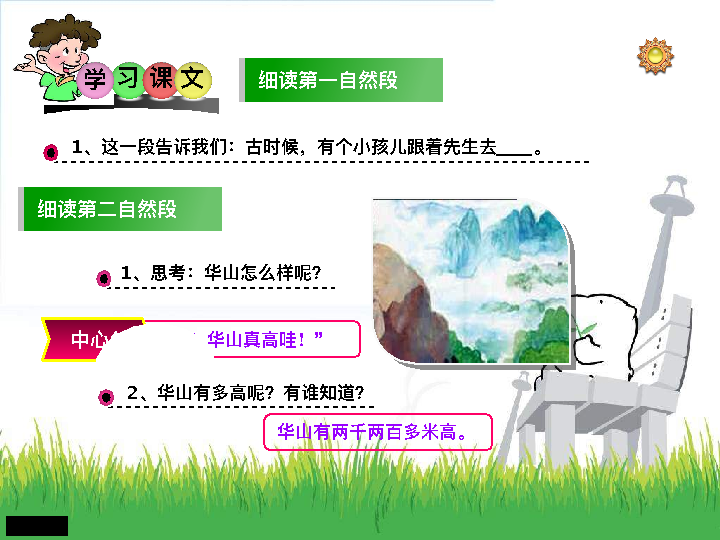 学习课文
细读第一自然段
1、这一段告诉我们：古时候，有个小孩儿跟着先生去____。
细读第二自然段
1、思考：华山怎么样呢？
中心
华山真高哇！”
2、华山有多高呢？有谁知道？
华山有两千两百多米高。